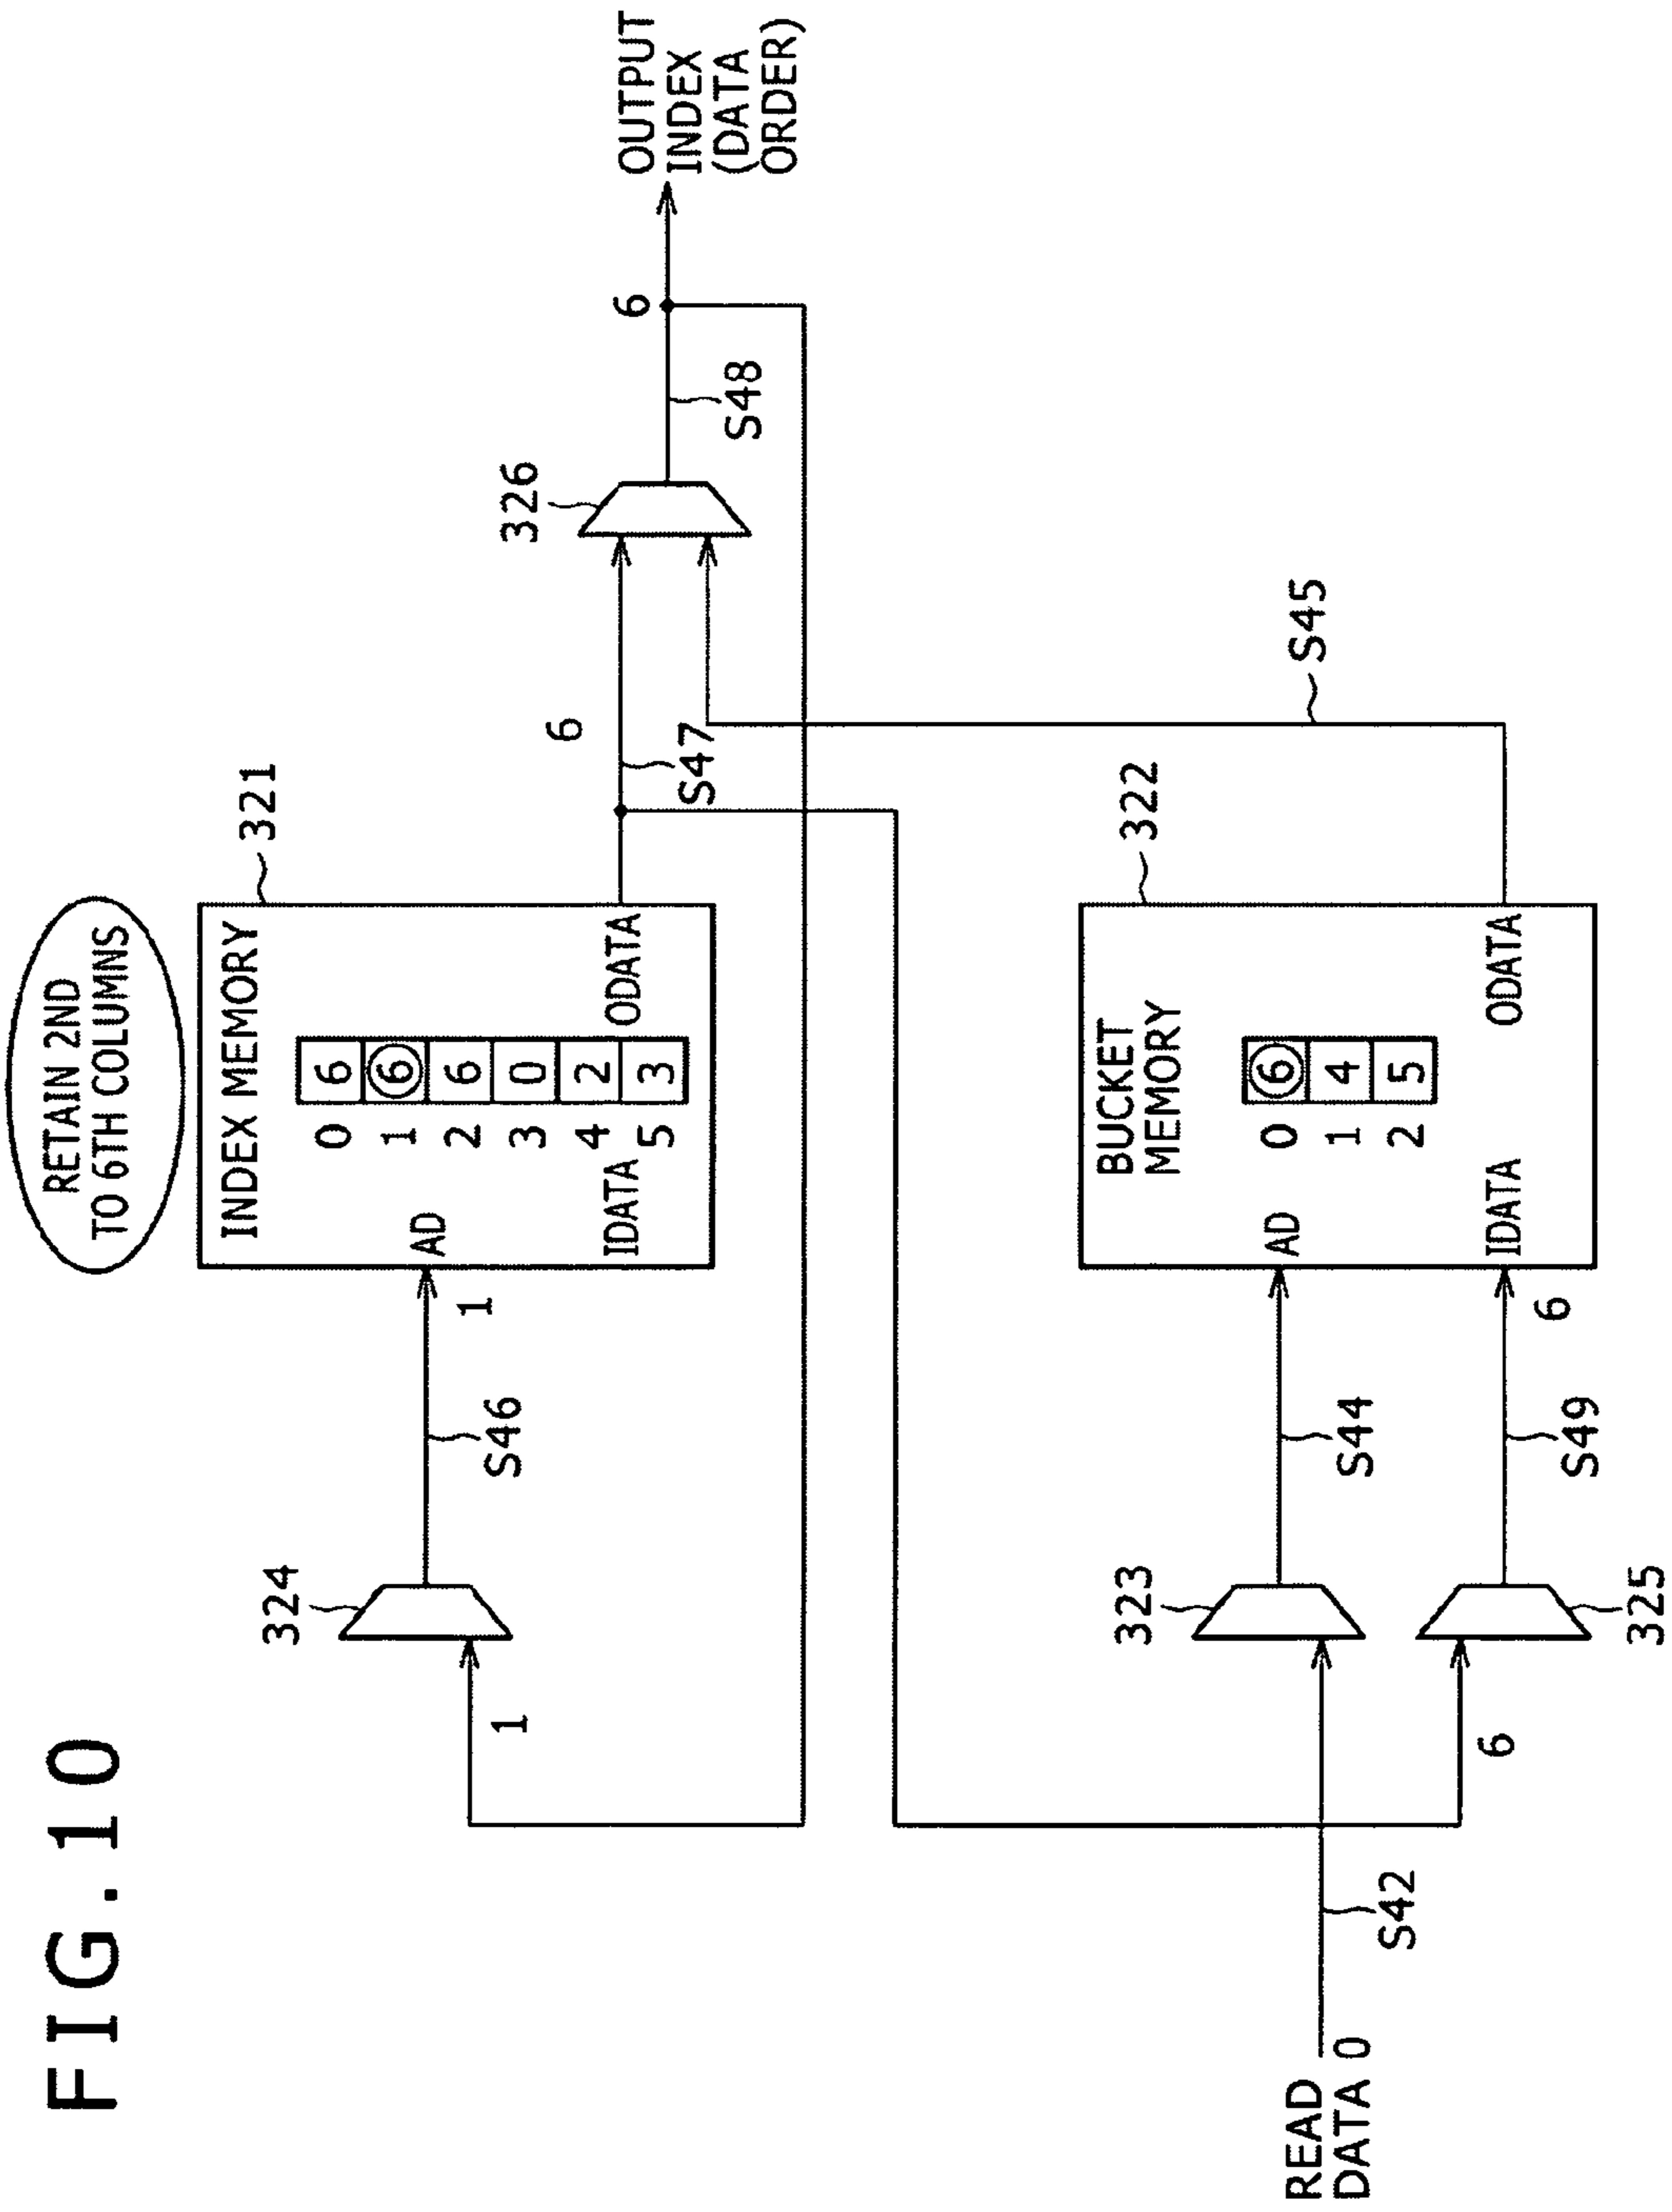 FIG.10
RETAIN 2ND
TO 6TH COLUMNS
321
INDEX MEMORY
0 6
1 6
2 6
3 0
4 2
5 3
AD
IDATA
ODATA
324
1
S46
1
6
S47
326
S48
6
OUTPUT
INDEX
(DATA
ORDER)
S45
322
BUCKET
MEMORY
0 6
1 4
2 5
AD
IDATA
ODATA
323
S44
325
S49
6
6
S42
READ
DATA 0